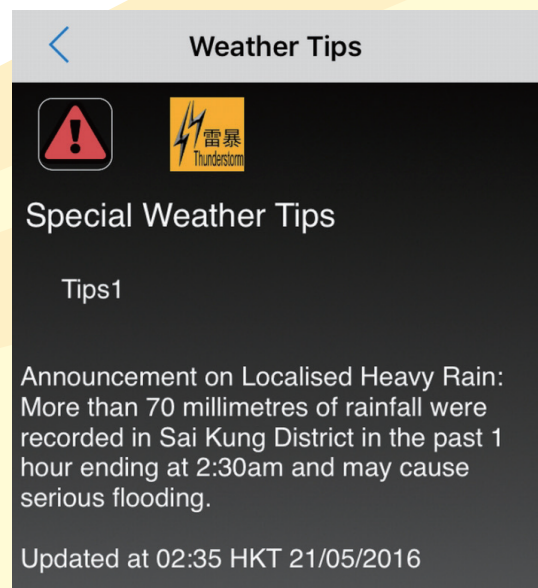 Weather Tips
雷暴
Thunderstorm
Special Weather Tips
Tips1
Announcement on Localised Heavy Rain:
More than 70 millimetres of rainfall were
recorded in Sai Kung District in the past 1
hour ending at 2:30am and may cause
serious flooding.
Updated at 02:35 HKT 21/05/2016